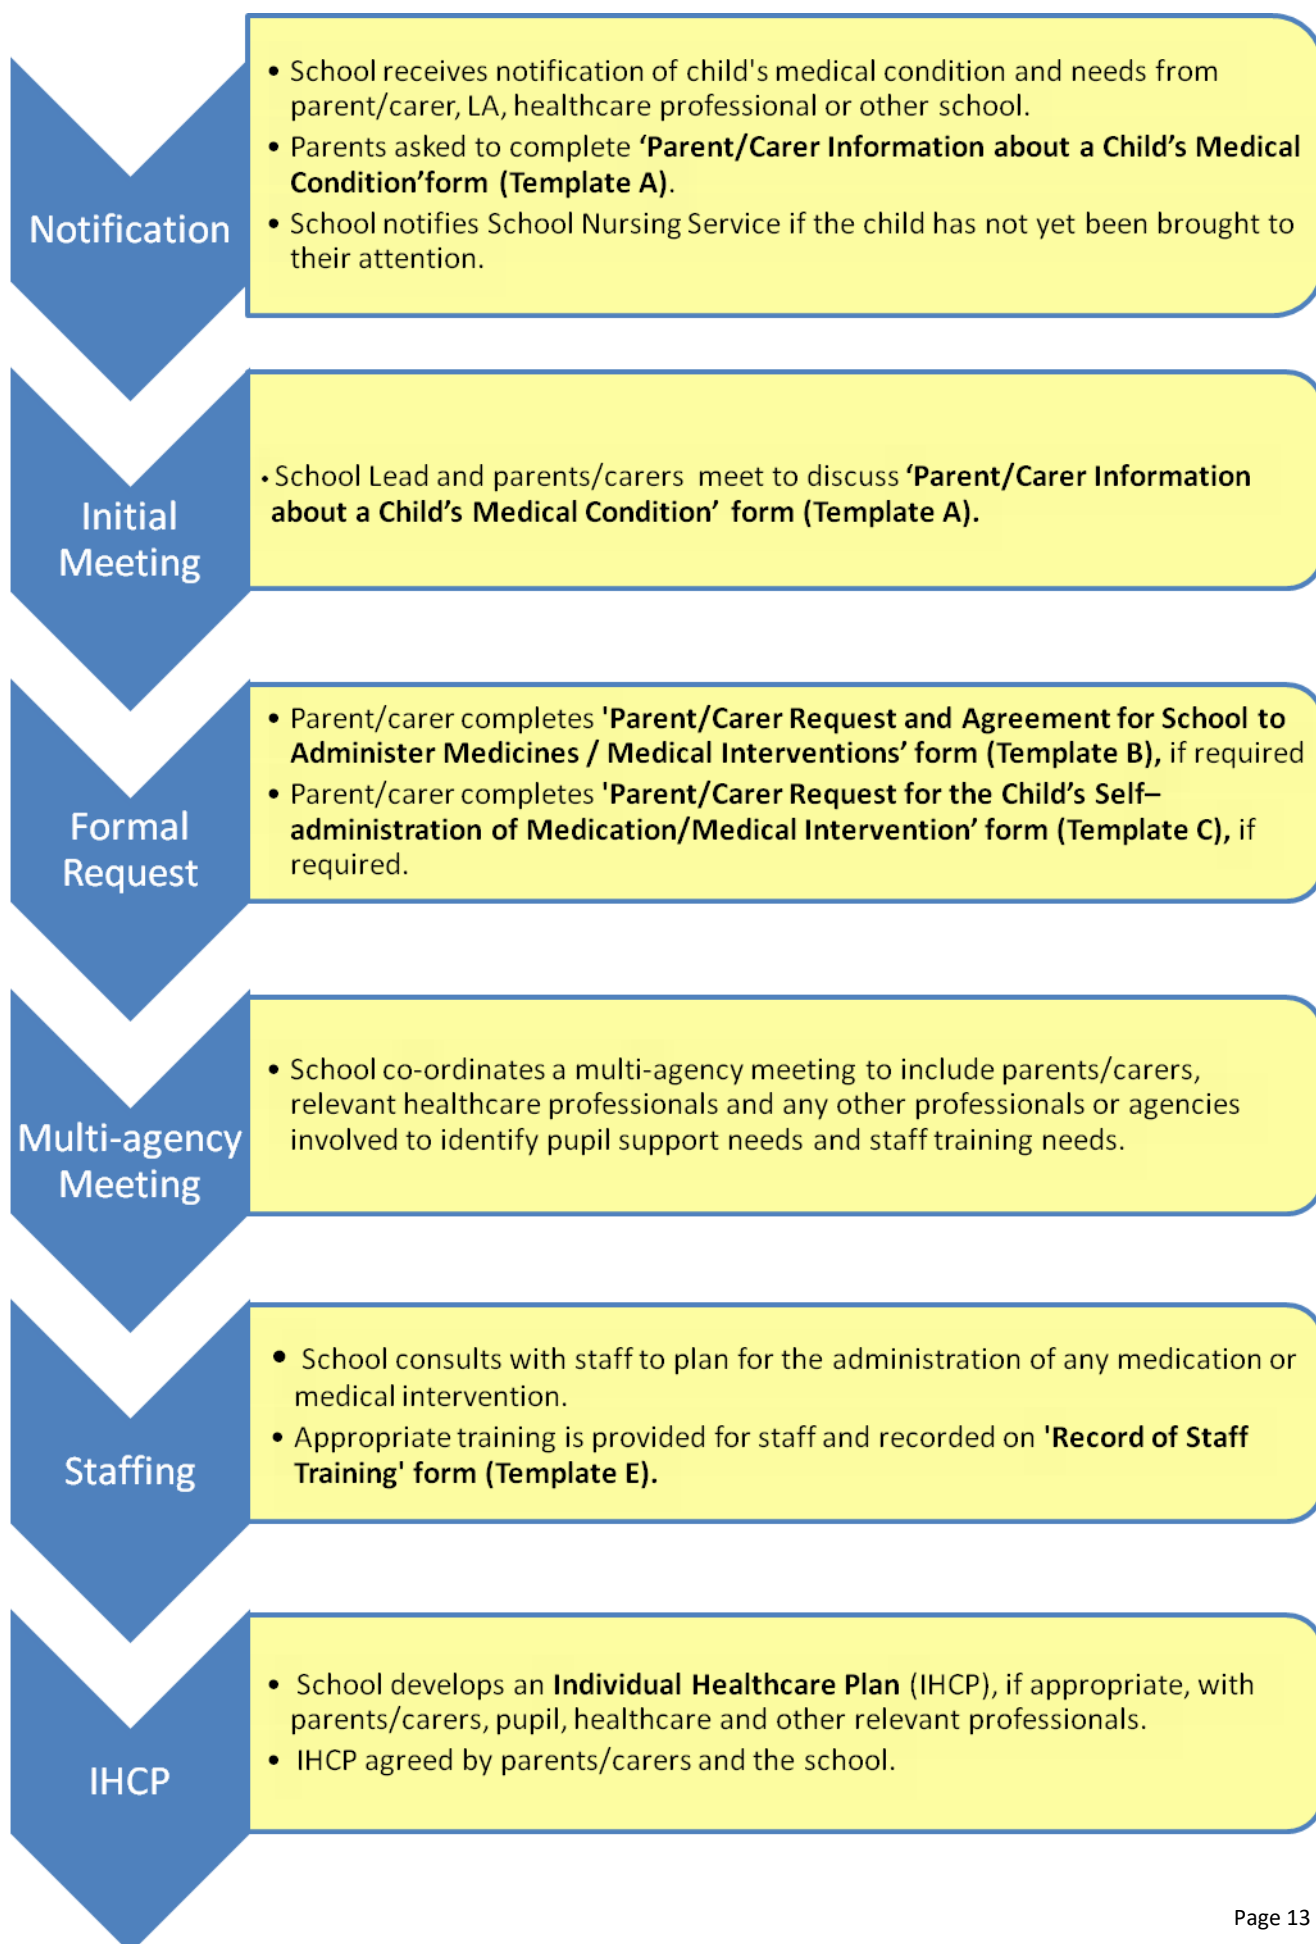 Notification
• School receives notification of child's medical condition and needs from
parent/carer, LA, healthcare professional or other school.
• Parents asked to complete ‘Parent/Carer Information about a Child’s Medical
Condition’form (Template A).
• School notifies School Nursing Service if the child has not yet been brought to
their attention.
Initial
Meeting
• School Lead and parents/carers meet to discuss ‘Parent/Carer Information
about a Child’s Medical Condition’ form (Template A).
Formal
Request
• Parent/carer completes 'Parent/Carer Request and Agreement for School to
Administer Medicines / Medical Interventions’ form (Template B), if required
• Parent/carer completes 'Parent/Carer Request for the Child’s Self–
administration of Medication/Medical Intervention’ form (Template C), if
required.
Multi-agency
Meeting
• School co-ordinates a multi-agency meeting to include parents/carers,
relevant healthcare professionals and any other professionals or agencies
involved to identify pupil support needs and staff training needs.
Staffing
• School consults with staff to plan for the administration of any medication or
medical intervention.
• Appropriate training is provided for staff and recorded on 'Record of Staff
Training' form (Template E).
IHCP
• School develops an Individual Healthcare Plan (IHCP), if appropriate, with
parents/carers, pupil, healthcare and other relevant professionals.
• IHCP agreed by parents/carers and the school.
Page 13